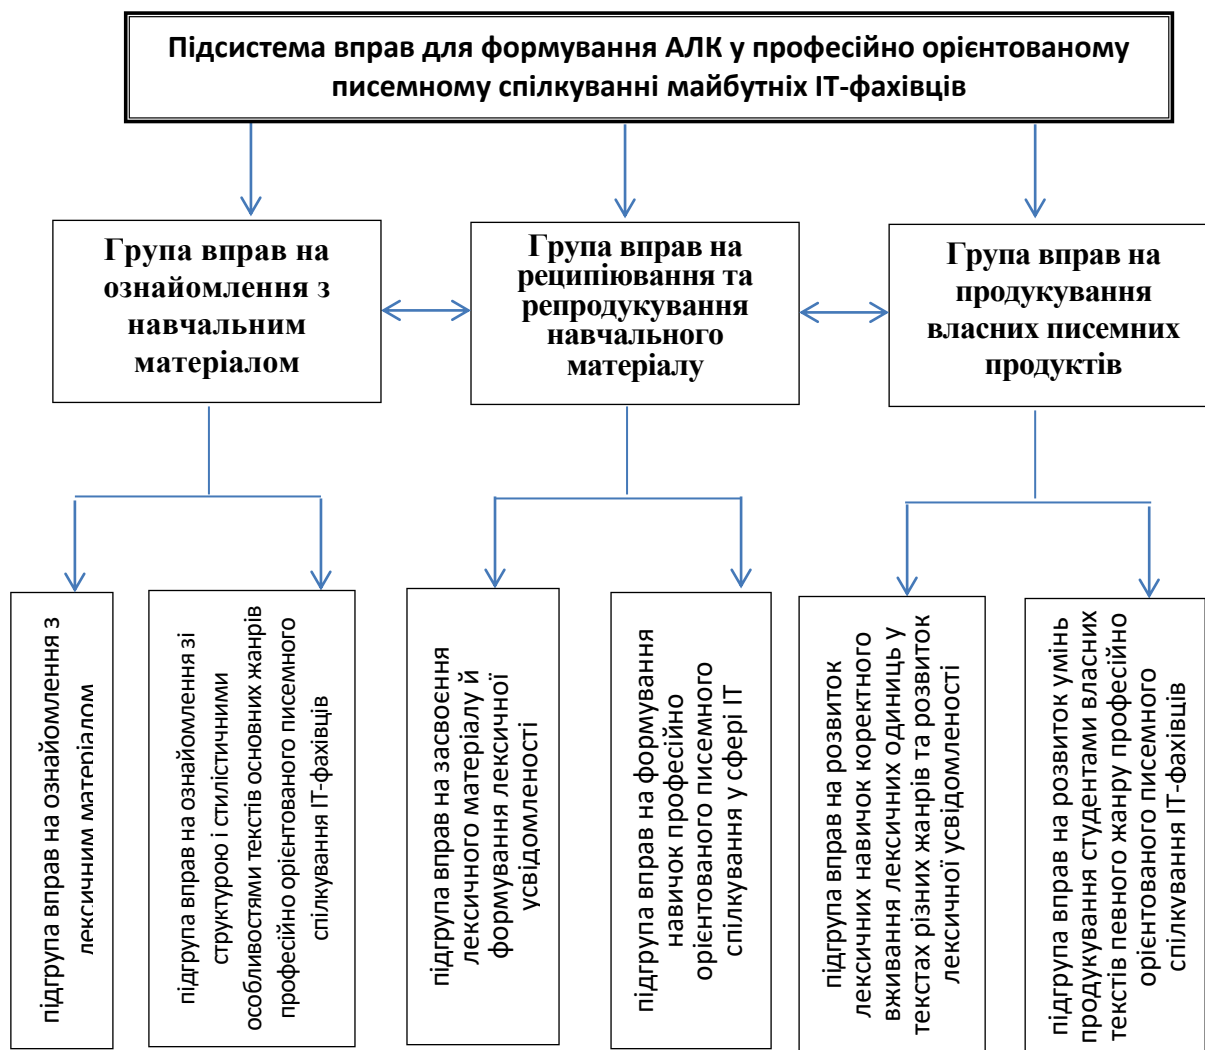 Підсистема вправ для формування АЛК у професійно орієнтованому
писемному спілкуванні майбутніх ІТ-фахівців
Група вправ на
ознайомлення з
навчальним
матеріалом
Група вправ на
реципіювання та
репродукування
навчального
матеріалу
Група вправ на
продукування
власних писемних
продуктів
підгрупа вправ на ознайомлення з
лексичним матеріалом
підгрупа вправ на ознайомлення зі
структурою і стилістичними
особливостями текстів основних жанрів
професійно орієнтованого писемного
спілкування ІТ-фахівців
підгрупа вправ на засвоєння
лексичного матеріалу й
формування лексичної
усвідомленості
підгрупа вправ на формування
навичок професійно
орієнтованого писемного
спілкування у сфері ІТ
підгрупа вправ на розвиток
лексичних навичок коректного
вживання лексичних одиниць у
текстах різних жанрів та розвиток
лексичної усвідомленості
підгрупа вправ на розвиток умінь
продукування студентами власних
текстів певного жанру професійно
орієнтованого писемного
спілкування ІТ-фахівців